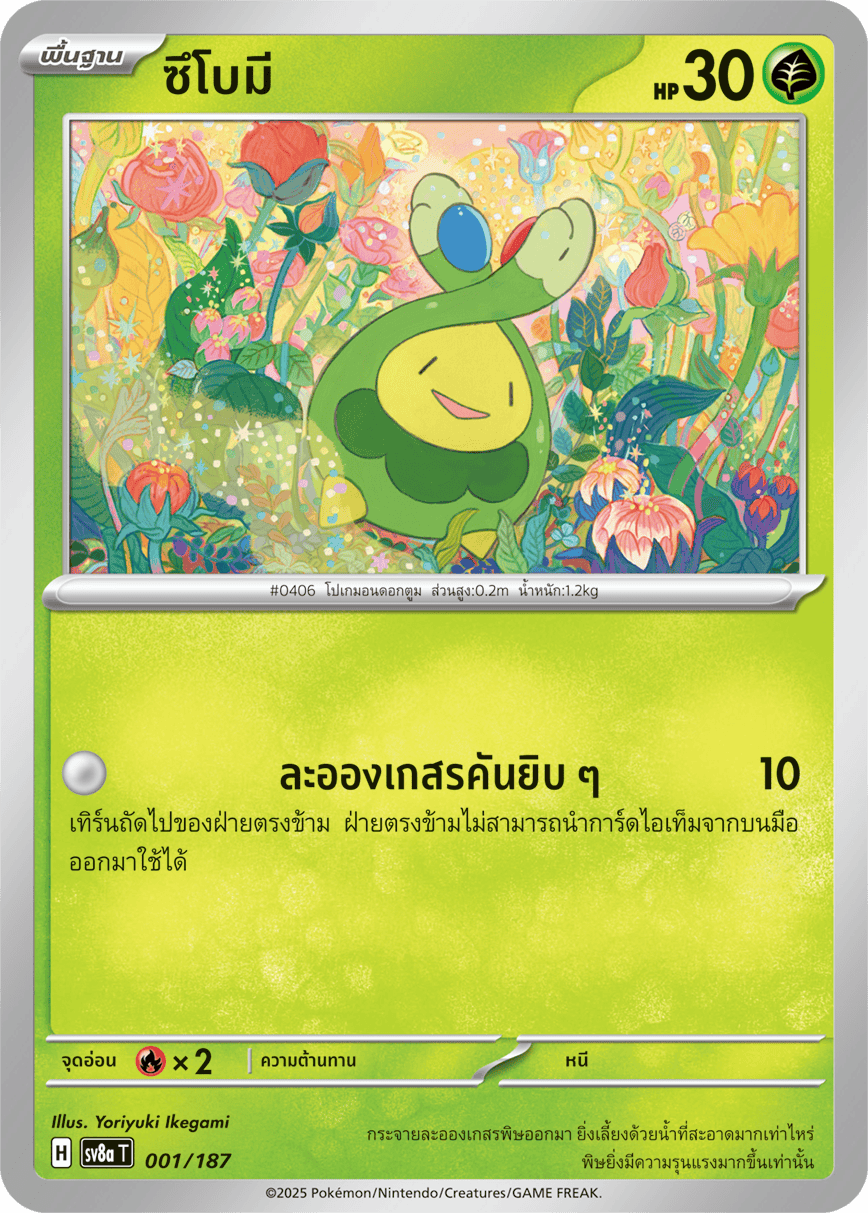 พื้นฐาน
ซึโบมี
HP 30
#0406 โปเกมอนดอกตูม ส่วนสูง:0.2m น้ำหนัก:1.2kg
ละอองเกสรคันยิบ ๆ 10
เทิร์นถัดไปของฝ่ายตรงข้าม ฝ่ายตรงข้ามไม่สามารถนำการ์ดไอเท็มจากบนมือ
ออกมาใช้ได้
จุดอ่อน ×2 ความต้านทาน หนี
Illus. Yoriyuki Ikegami
กระจายละอองเกสรพิษออกมา ยิ่งเลี้ยงด้วยน้ำที่สะอาดมากเท่าไหร่
พิษยิ่งมีความรุนแรงมากขึ้นเท่านั้น
H sv8a T 001/187
©2025 Pokémon/Nintendo/Creatures/GAME FREAK.